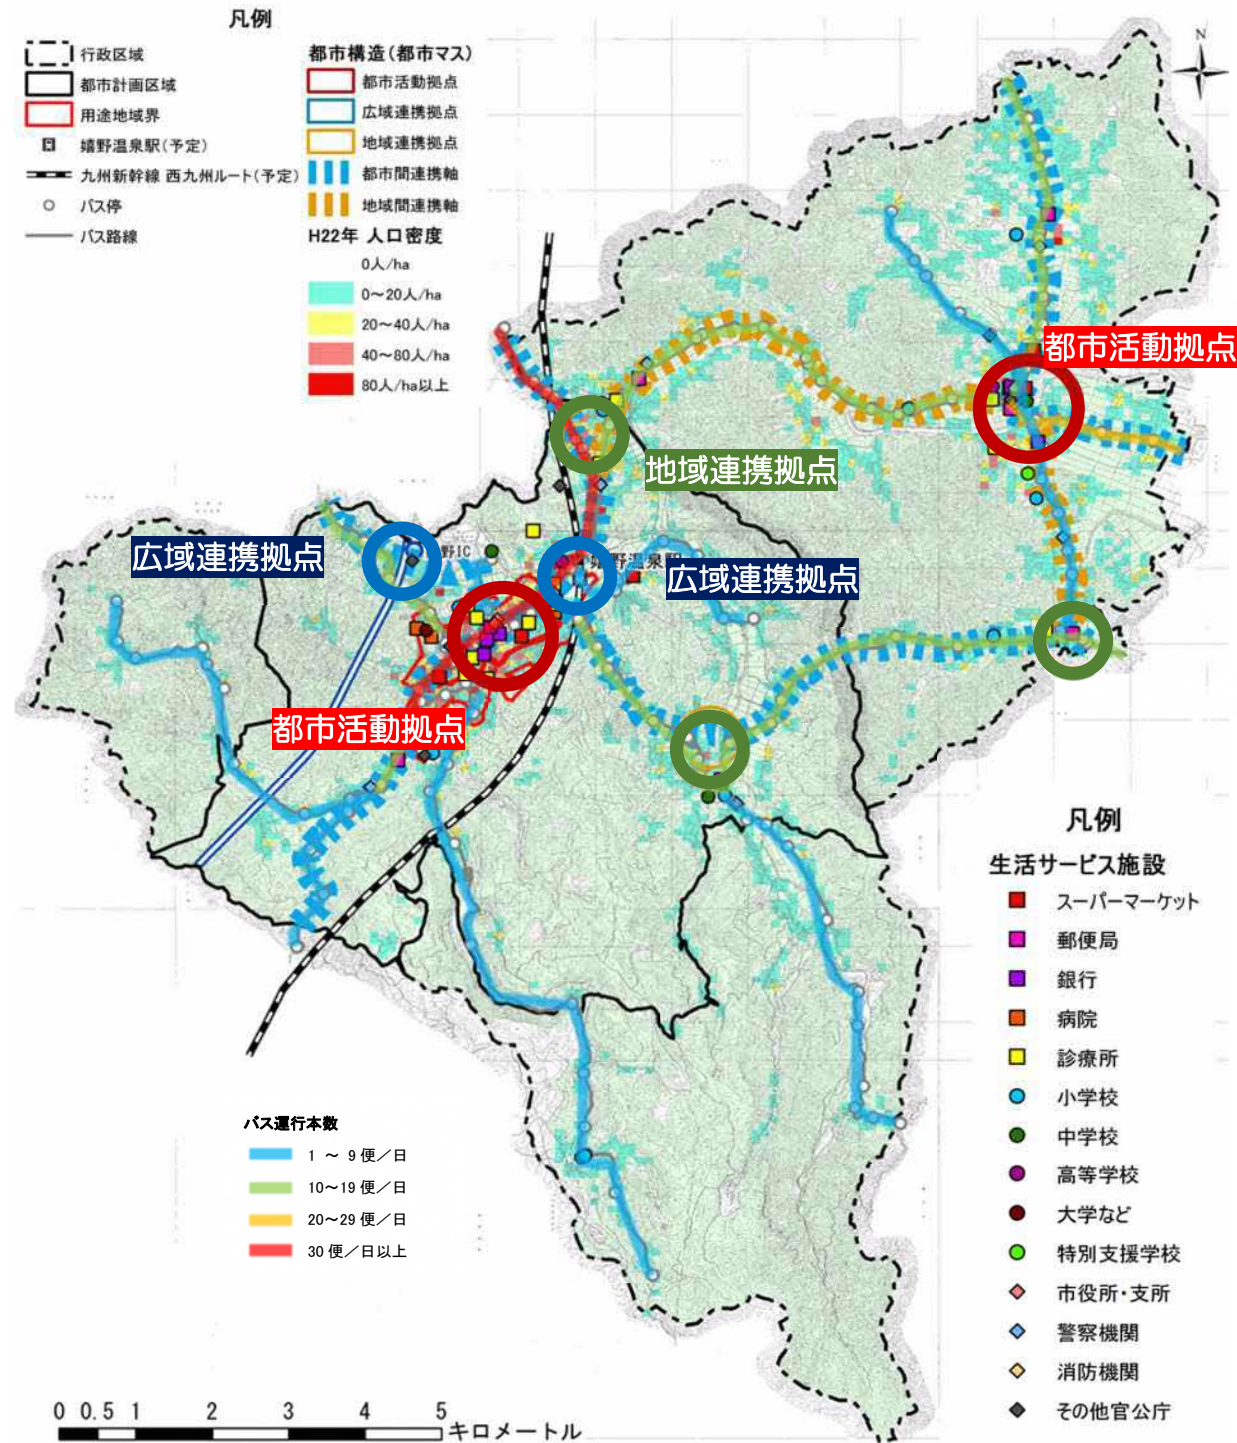 凡例
行政区域
都市計画区域
用途地域界
嬉野温泉駅(予定)
九州新幹線 西九州ルート(予定)
バス停
バス路線
都市構造(都市マス)
都市活動拠点
広域連携拠点
地域連携拠点
都市間連携軸
地域間連携軸
H22年 人口密度
0人/ha
0~20人/ha
20~40人/ha
40~80人/ha
80人/ha以上
N
都市活動拠点
地域連携拠点
広域連携拠点
野IC
嬉野温泉駅
広域連携拠点
都市活動拠点
凡例
生活サービス施設
スーパーマーケット
郵便局
銀行
病院
診療所
小学校
中学校
高等学校
大学など
特別支援学校
市役所・支所
警察機関
消防機関
その他官公庁
バス運行本数
1 ~ 9便/日
10~19便/日
20~29便/日
30便/日以上
0 0.5 1 2 3 4 5
キロメートル